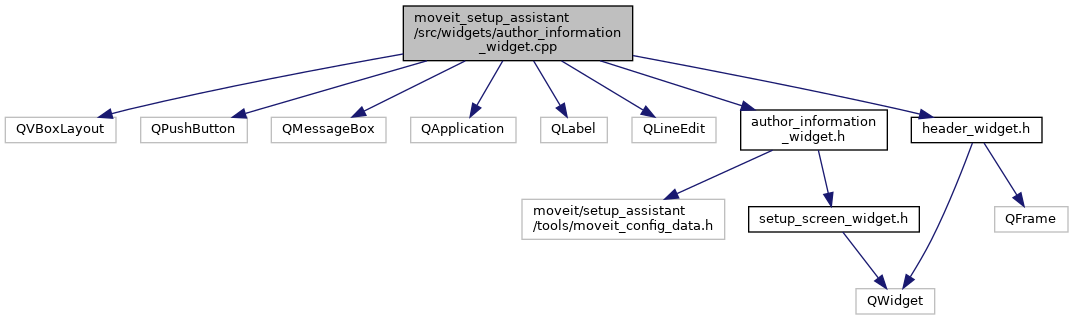 moveit_setup_assistant
/src/widgets/author_information
_widget.cpp
QVBoxLayout
QPushButton
QMessageBox
QApplication
QLabel
QLineEdit
author_information
_widget.h
header_widget.h
moveit/setup_assistant
/tools/moveit_config_data.h
setup_screen_widget.h
QFrame
QWidget